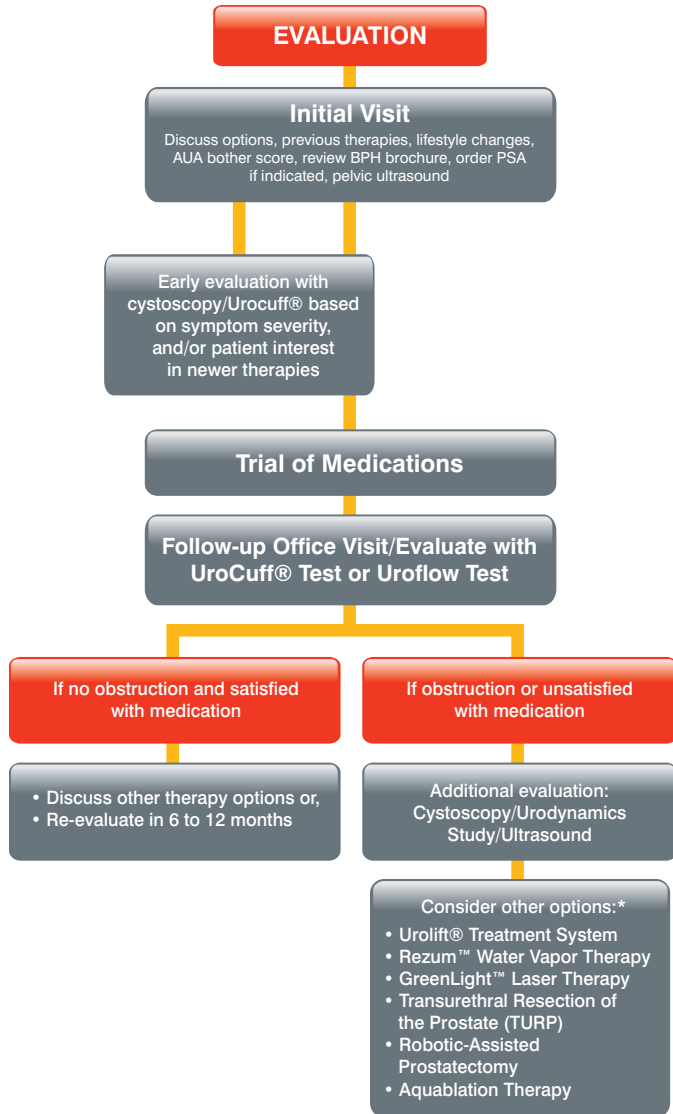 EVALUATION
Initial Visit
Discuss options, previous therapies, lifestyle changes,
AUA bother score, review BPH brochure, order PSA
if indicated, pelvic ultrasound
Early evaluation with
cystoscopy/Urocuff® based
on symptom severity,
and/or patient interest
in newer therapies
Trial of Medications
Follow-up Office Visit/Evaluate with
UroCuff® Test or Uroflow Test
If no obstruction and satisfied
with medication
• Discuss other therapy options or,
• Re-evaluate in 6 to 12 months
If obstruction or unsatisfied
with medication
Additional evaluation:
Cystoscopy/Urodynamics
Study/Ultrasound
Consider other options:*
• Urolift® Treatment System
• Rezum™ Water Vapor Therapy
• GreenLight™ Laser Therapy
• Transurethral Resection of
the Prostate (TURP)
• Robotic-Assisted
Prostatectomy
• Aquablation Therapy